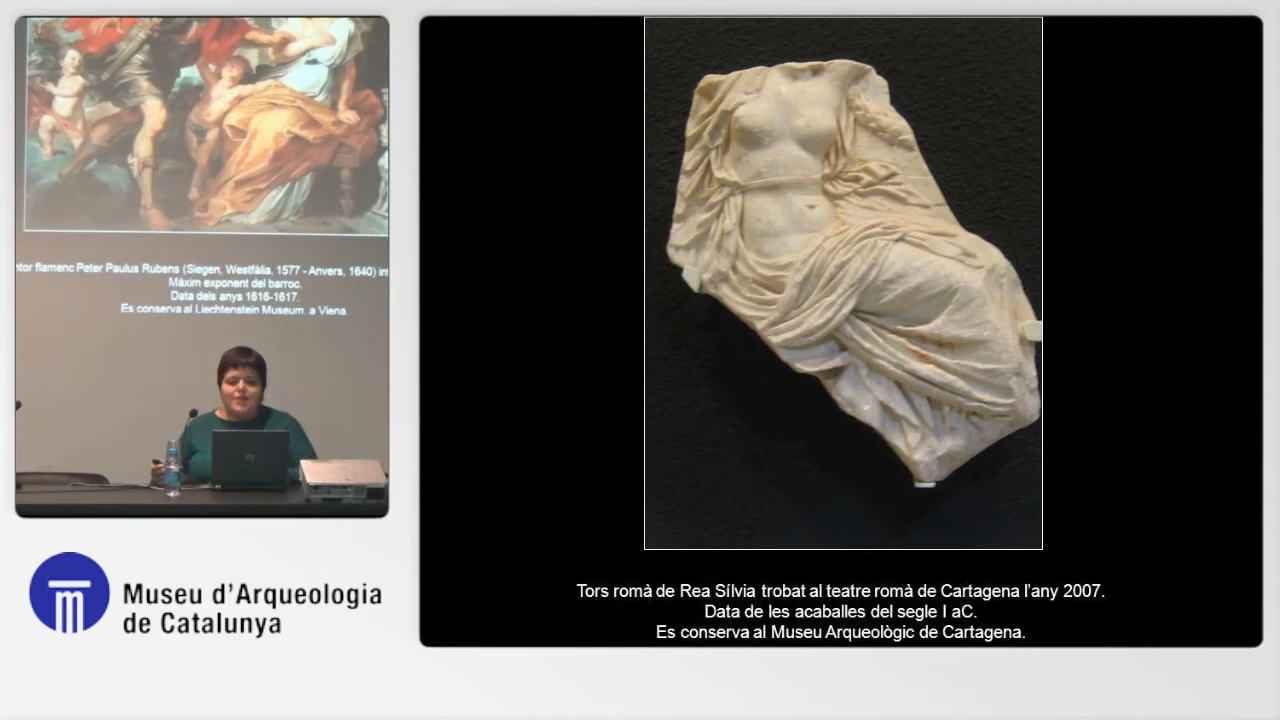 ntor flamenc Peter Paulus Rubens (Siegen, Westfàlia, 1577 - Anvers, 1640)
Màxim exponent del barroc.
Data dels anys 1616-1617.
Es conserva al Liechtenstein Museum, a Viena.
Museu d'Arqueologia
de Catalunya
Tors romà de Rea Sílvia trobat al teatre romà de Cartagena l'any 2007.
Data de les acaballes del segle I aC.
Es conserva al Museu Arqueològic de Cartagena.